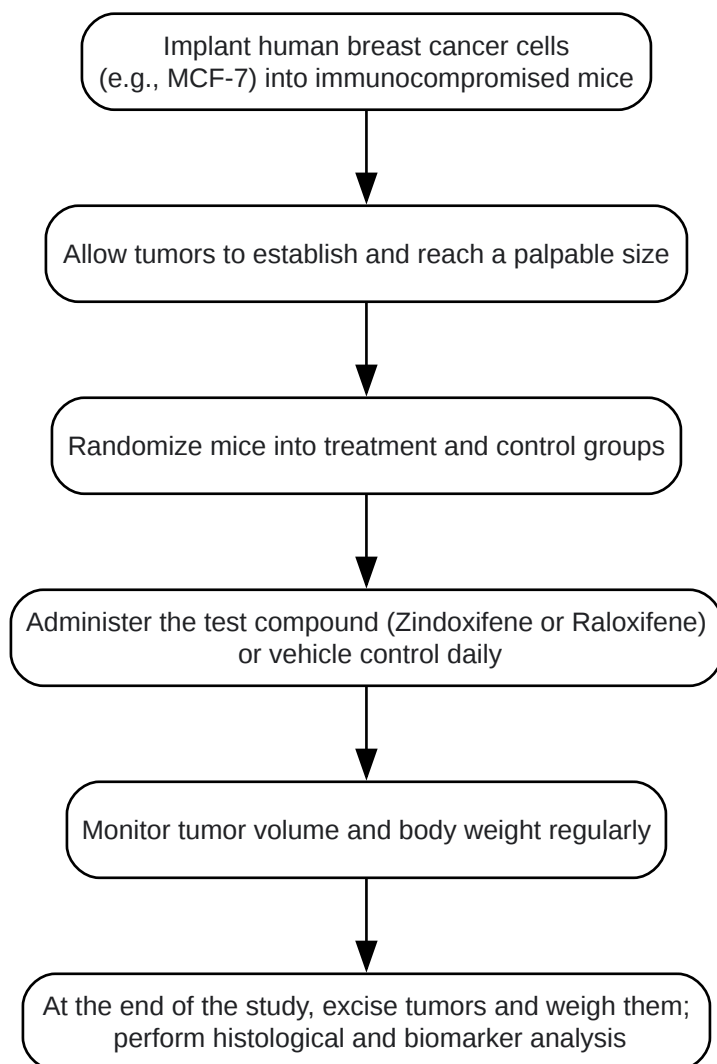 Implant human breast cancer cells
(e.g., MCF-7) into immunocompromised mice
Allow tumors to establish and reach a palpable size
Randomize mice into treatment and control groups
Administer the test compound (Zindoxifene or Raloxifene)
or vehicle control daily
Monitor tumor volume and body weight regularly
At the end of the study, excise tumors and weigh them;
perform histological and biomarker analysis